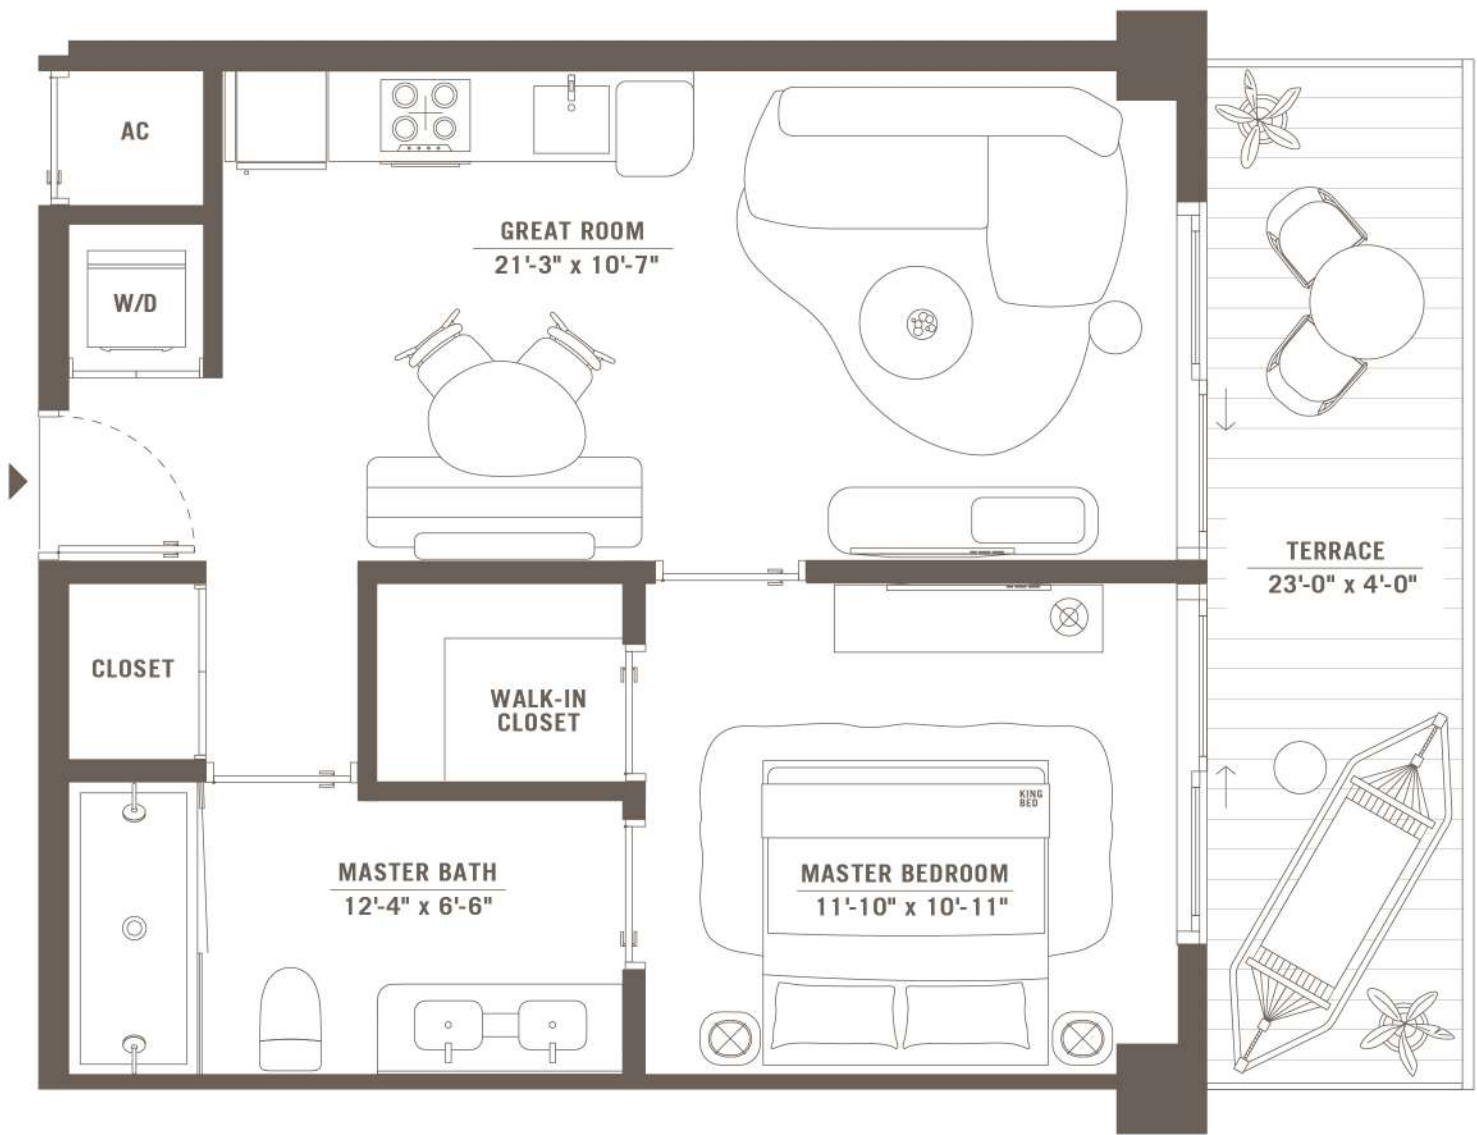 AC
GREAT ROOM
21'-3" x 10'-7"
W/D
TERRACE
23'-0" x 4'-0"
CLOSET
WALK-IN
CLOSET
KING
BED
MASTER BATH
12'-4" x 6'-6"
MASTER BEDROOM
11'-10" x 10'-11"